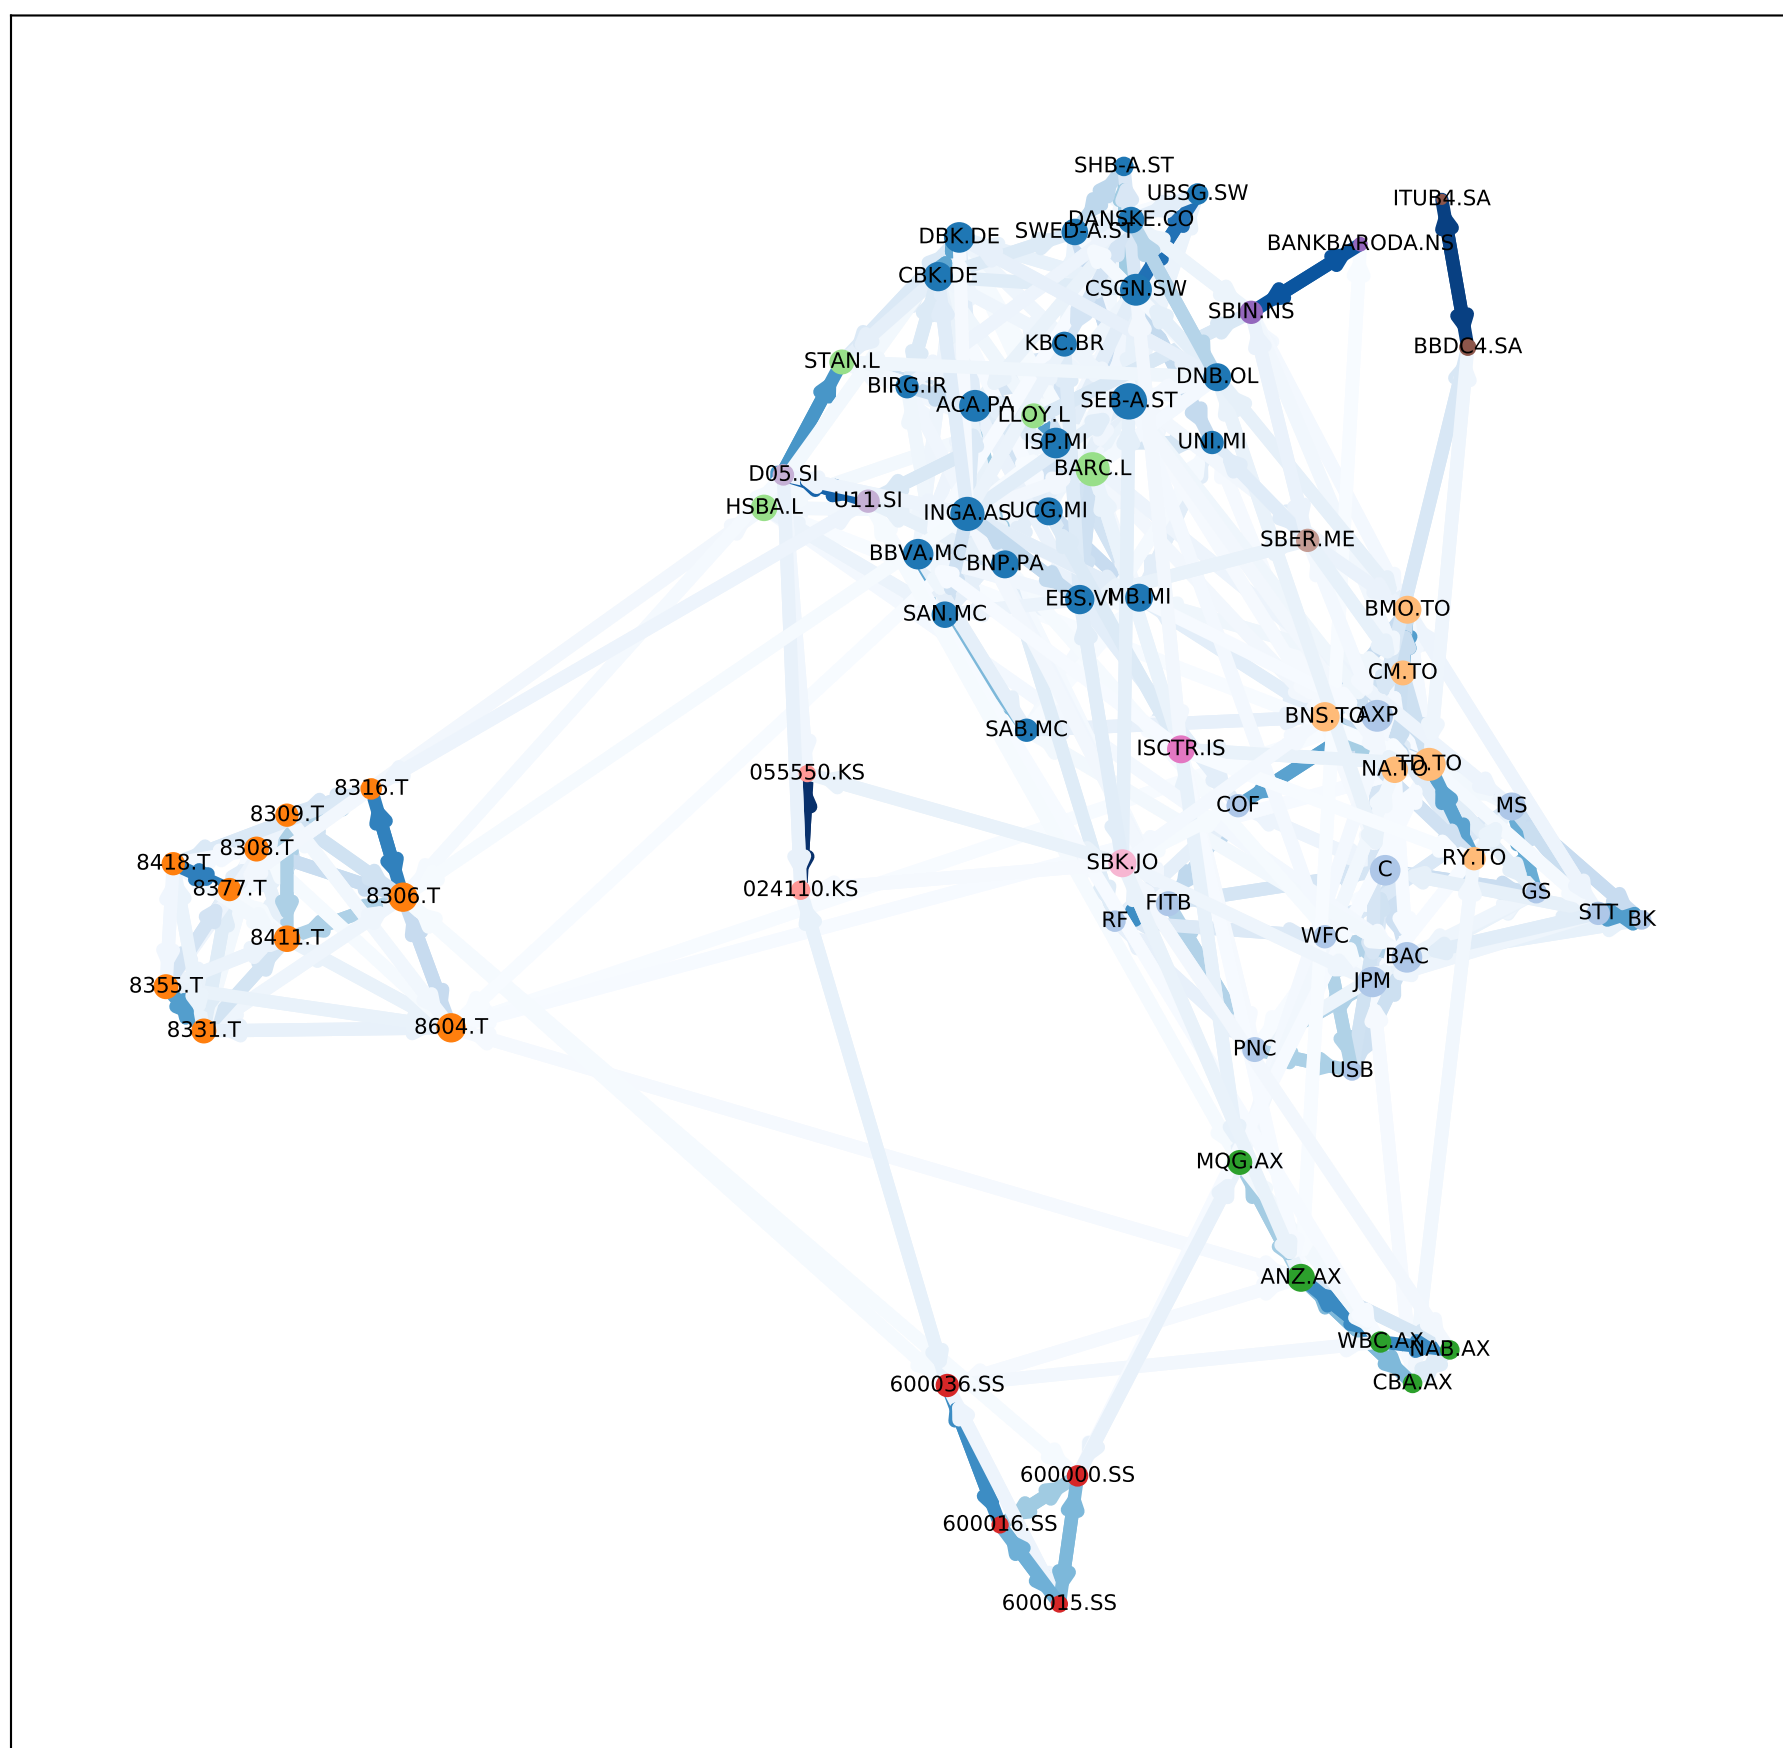 SHB-A.ST
UBSG.SW
ITUB4.SA
DANSKE.CO
SWED-A.ST
DBK.DE
BANKBARODA.NS
CBK.DE
CSGN.SW
SBIN.NS
KBC.BR
BBDC4.SA
STAN.L
DNB.OL
BIRG.IR
ACA.PA
SEB-A.ST
LLOY.L
ISP.MI
UNI.MI
BARC.L
D05.SI
U11.SI
HSBA.L
INGA.AS
UCG.MI
SBER.ME
BBVA.MC
BNP.PA
EBS.VI
MB.MI
BMO.TO
SAN.MC
CM.TO
BNS.TO
AXP
SAB.MC
ISCTR.IS
TD.TO
NA.TO
055550.KS
8316.T
COF
MS
8309.T
8308.T
8418.T
SBK.JO
RY.TO
C
8377.T
024110.KS
GS
8306.T
FITB
STT
BK
RF
8411.T
WFC
BAC
JPM
8355.T
8331.T
8604.T
PNC
USB
MQG.AX
ANZ.AX
WBC.AX
NAB.AX
CBA.AX
600036.SS
600000.SS
600016.SS
600015.SS